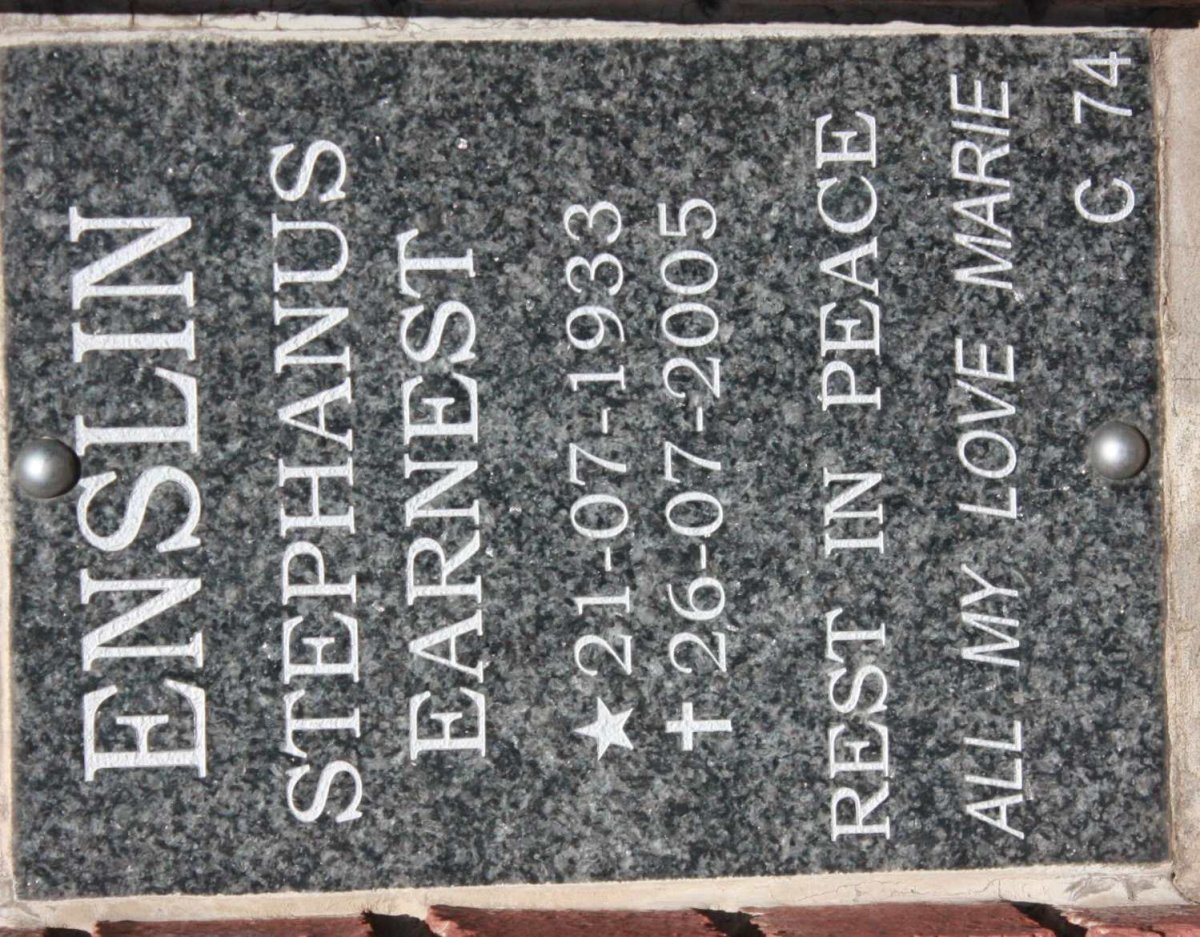 ENSLIN
STEPHANUS
EARNEST
★ 21-07-1933
✝ 26-07-2005
REST IN PEACE
ALL MY LOVE MARIE
C 74